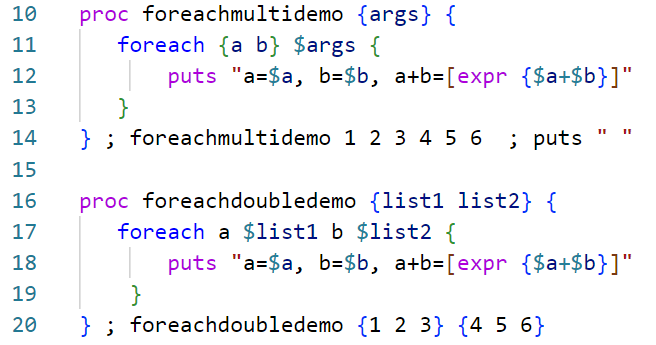 10 proc foreachmultidemo {args} {
11 foreach {a b} $args {
12 puts "a=$a, b=$b, a+b=[expr {$a+$b}]"
13 }
14 } ; foreachmultidemo 1 2 3 4 5 6  ; puts " "
15
16 proc foreachdoubledemo {list1 list2} {
17 foreach a $list1 b $list2 {
18 puts "a=$a, b=$b, a+b=[expr {$a+$b}]"
19 }
20 } ; foreachdoubledemo {1 2 3} {4 5 6}